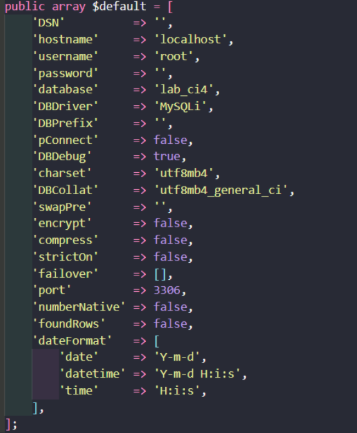 public array $default = [
    'DSN'          => '',
    'hostname'     => 'localhost',
    'username'     => 'root',
    'password'     => '',
    'database'     => 'lab_ci4',
    'DBDriver'     => 'MySQLi',
    'DBPrefix'     => '',
    'pConnect'     => false,
    'DBDebug'      => true,
    'charset'      => 'utf8mb4',
    'DBCollat'     => 'utf8mb4_general_ci',
    'swapPre'      => '',
    'encrypt'      => false,
    'compress'     => false,
    'strictOn'     => false,
    'failover'     => [],
    'port'         => 3306,
    'numberNative' => false,
    'foundRows'    => false,
    'dateFormat'   => [
        'date'     => 'Y-m-d',
        'datetime' => 'Y-m-d H:i:s',
        'time'     => 'H:i:s',
    ],
];